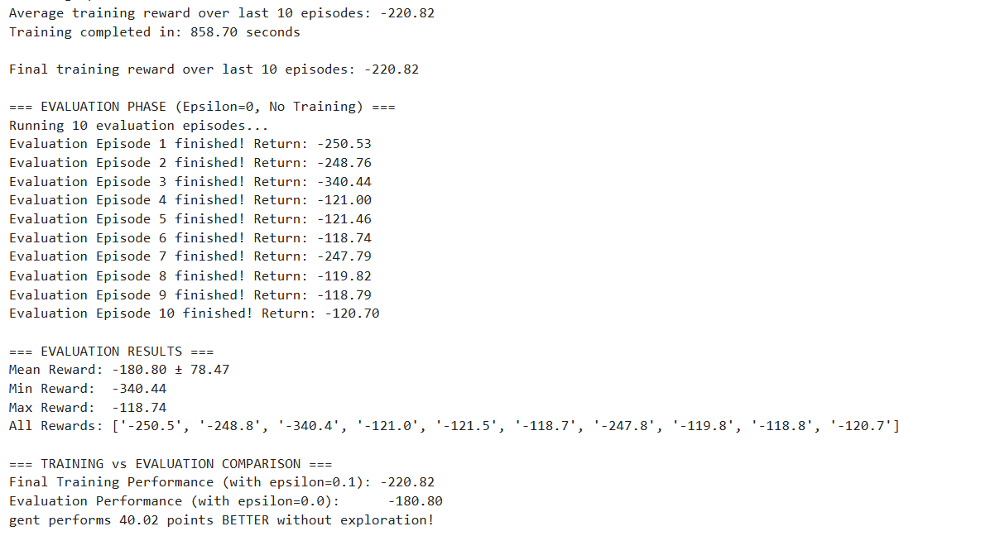 Average training reward over last 10 episodes: -220.82
Training completed in: 858.70 seconds
Final training reward over last 10 episodes: -220.82
=== EVALUATION PHASE (Epsilon=0, No Training) ===
Running 10 evaluation episodes...
Evaluation Episode 1 finished! Return: -250.53
Evaluation Episode 2 finished! Return: -248.76
Evaluation Episode 3 finished! Return: -340.44
Evaluation Episode 4 finished! Return: -121.00
Evaluation Episode 5 finished! Return: -121.46
Evaluation Episode 6 finished! Return: -118.74
Evaluation Episode 7 finished! Return: -247.79
Evaluation Episode 8 finished! Return: -119.82
Evaluation Episode 9 finished! Return: -118.79
Evaluation Episode 10 finished! Return: -120.70
=== EVALUATION RESULTS ===
Mean Reward: -180.80 ± 78.47
Min Reward:  -340.44
Max Reward:  -118.74
All Rewards: ['-250.5', '-248.8', '-340.4', '-121.0', '-121.5', '-118.7', '-247.8', '-119.8', '-118.8', '-120.7']
=== TRAINING vs EVALUATION COMPARISON ===
Final Training Performance (with epsilon=0.1): -220.82
Evaluation Performance (with epsilon=0.0):      -180.80
gent performs 40.02 points BETTER without exploration!